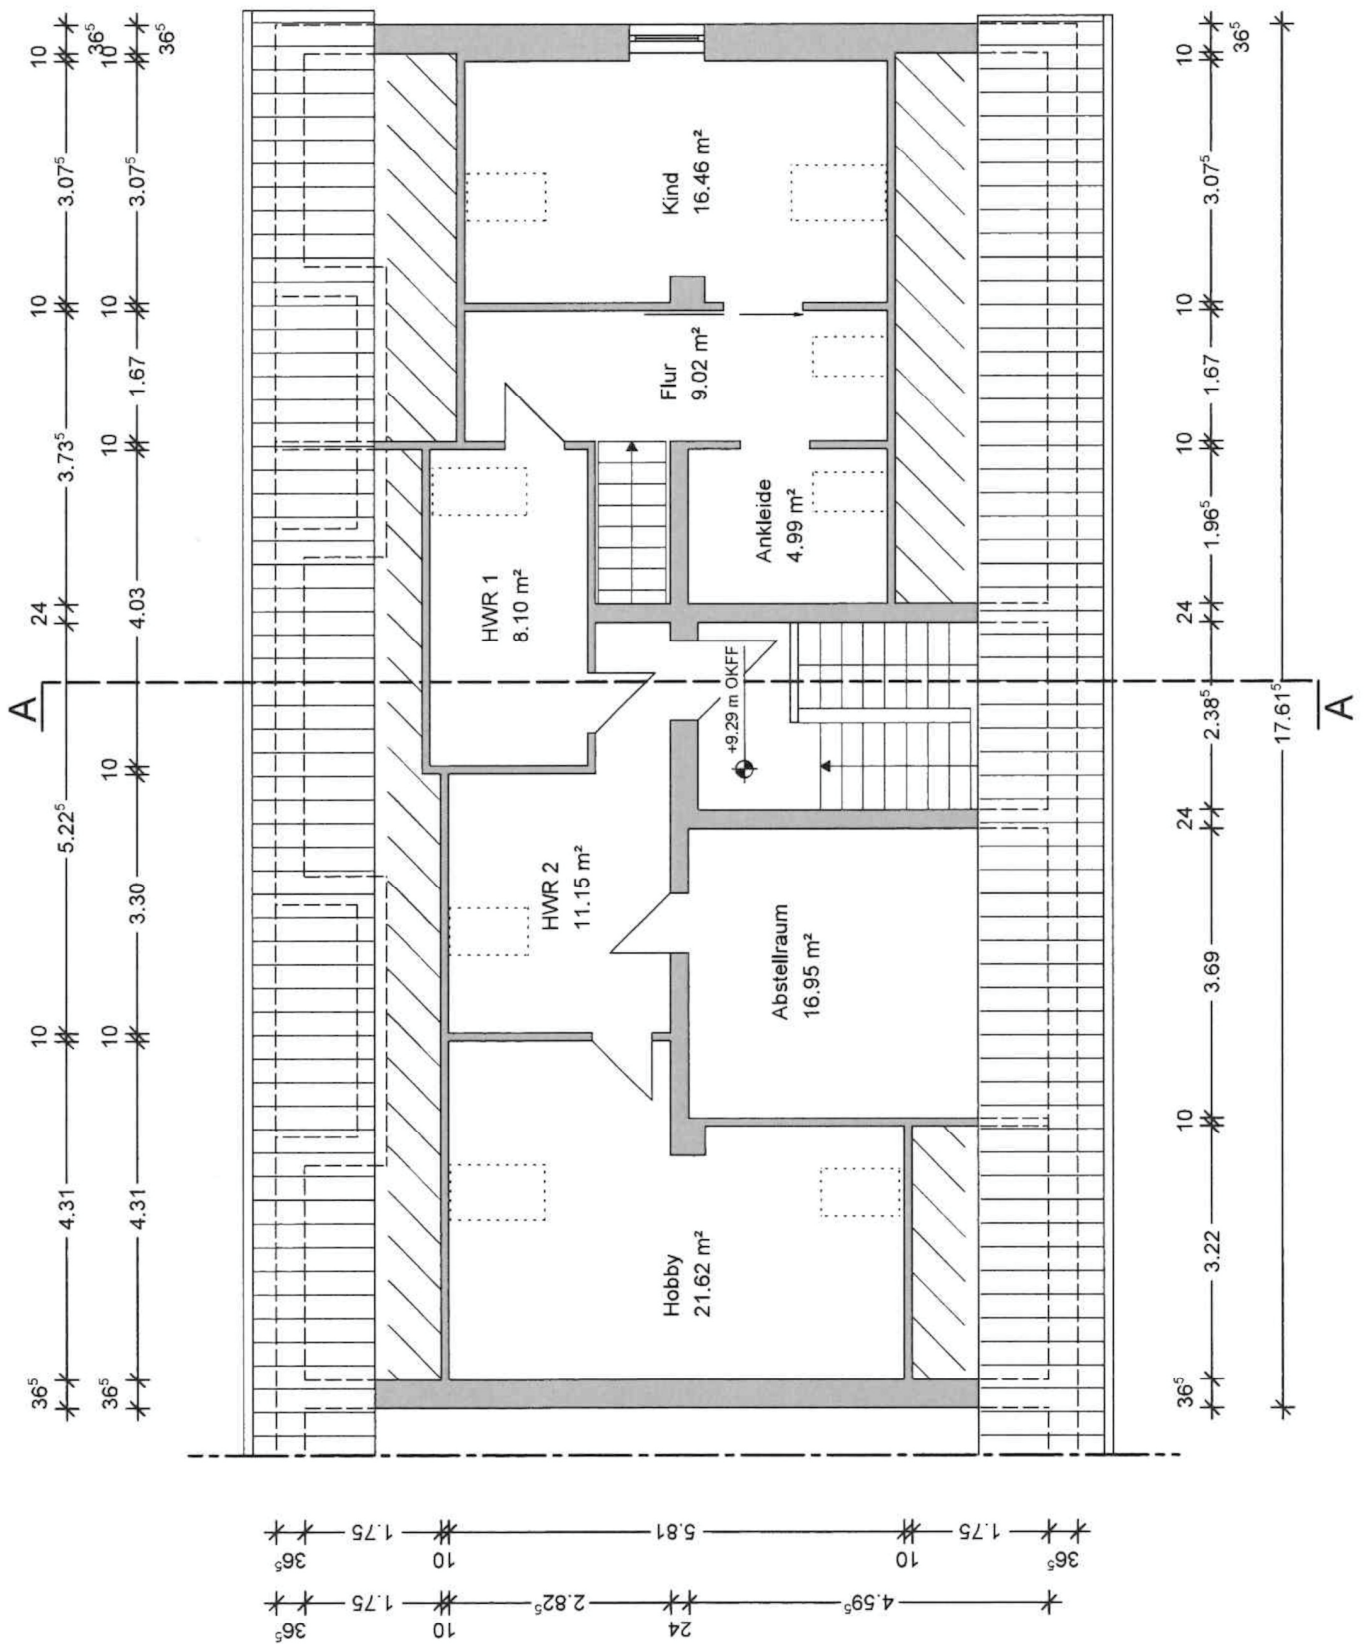 36⁵
10
3.07⁵
10
3.73⁵
24
5.22⁵
10
4.31
36⁵
36⁵
10
3.07⁵
10
1.67
10
4.03
10
3.30
10
4.31
36⁵
Kind
16.46 m²
Flur
9.02 m²
Ankleide
4.99 m²
HWR 1
8.10 m²
+9.29 m OKFF
HWR 2
11.15 m²
Abstellraum
16.95 m²
Hobby
21.62 m²
A
A
36⁵
10
3.07⁵
10
1.67
10
1.96⁵
24
2.38⁵
24
3.69
10
3.22
36⁵
17.61⁵
36⁵
1.75
10
5.81
10
1.75
36⁵
36⁵
1.75
10
2.82⁵
24
4.59⁵